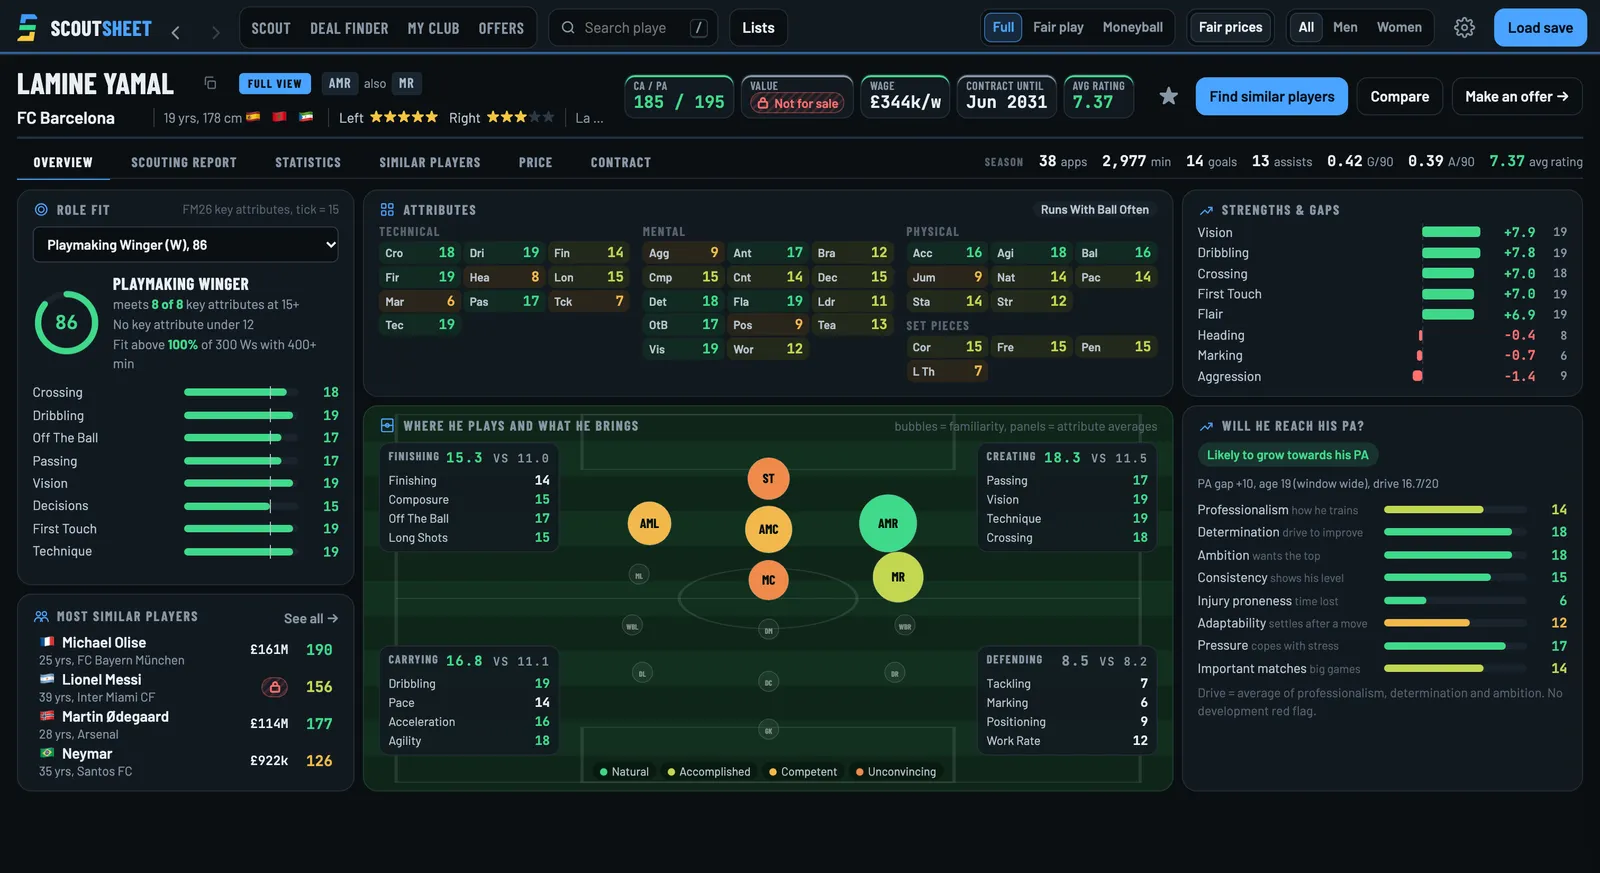 SCOUTSHEET
SCOUT DEAL FINDER MY CLUB OFFERS
Search playe /
Lists
Full Fair play Moneyball
Fair prices
All Men Women
Load save
LAMINE YAMAL
FULL VIEW AMR also MR
FC Barcelona
19 yrs, 178 cm
Left ★★★★★ Right ★★★★★
La ...
CA / PA
185 / 195
VALUE
Not for sale
WAGE
£344k/w
CONTRACT UNTIL
Jun 2031
AVG RATING
7.37
Find similar players
Compare
Make an offer →
OVERVIEW SCOUTING REPORT STATISTICS SIMILAR PLAYERS PRICE CONTRACT
SEASON 38 apps 2,977 min 14 goals 13 assists 0.42 G/90 0.39 A/90 7.37 avg rating
ROLE FIT
FM26 key attributes, tick = 15
Playmaking Winger (W), 86
86
PLAYMAKING WINGER
meets 8 of 8 key attributes at 15+
No key attribute under 12
Fit above 100% of 300 Ws with 400+
min
Crossing 18
Dribbling 19
Off The Ball 17
Passing 17
Vision 19
Decisions 15
First Touch 19
Technique 19
MOST SIMILAR PLAYERS
See all →
Michael Olise
25 yrs, FC Bayern München
£161M 190
Lionel Messi
39 yrs, Inter Miami CF
156
Martin Ødegaard
28 yrs, Arsenal
£114M 177
Neymar
35 yrs, Santos FC
£922k 126
ATTRIBUTES
Runs With Ball Often
TECHNICAL
Cro 18 Dri 19 Fin 14
Fir 19 Hea 8 Lon 15
Mar 6 Pas 17 Tck 7
Tec 19
MENTAL
Agg 9 Ant 17 Bra 12
Cmp 15 Cnt 14 Dec 15
Det 18 Fla 19 Ldr 11
OtB 17 Pos 9 Tea 13
Vis 19 Wor 12
PHYSICAL
Acc 16 Agi 18 Bal 16
Jum 9 Nat 14 Pac 14
Sta 14 Str 12
SET PIECES
Cor 15 Fre 15 Pen 15
L Th 7
WHERE HE PLAYS AND WHAT HE BRINGS
bubbles = familiarity, panels = attribute averages
FINISHING 15.3 VS 11.0
Finishing 14
Composure 15
Off The Ball 17
Long Shots 15
CREATING 18.3 VS 11.5
Passing 17
Vision 19
Technique 19
Crossing 18
ST
AML
AMC
AMR
MC
MR
ML
WBL
DM
WBR
DL
DC
DR
GK
CARRYING 16.8 VS 11.1
Dribbling 19
Pace 14
Acceleration 16
Agility 18
DEFENDING 8.5 VS 8.2
Tackling 7
Marking 6
Positioning 9
Work Rate 12
Natural Accomplished Competent Unconvincing
STRENGTHS & GAPS
Vision +7.9 19
Dribbling +7.8 19
Crossing +7.0 18
First Touch +7.0 19
Flair +6.9 19
Heading -0.4 8
Marking -0.7 6
Aggression -1.4 9
WILL HE REACH HIS PA?
Likely to grow towards his PA
PA gap +10, age 19 (window wide), drive 16.7/20
Professionalism how he trains 14
Determination drive to improve 18
Ambition wants the top 18
Consistency shows his level 15
Injury proneness time lost 6
Adaptability settles after a move 12
Pressure copes with stress 17
Important matches big games 14
Drive = average of professionalism, determination and ambition. No
development red flag.